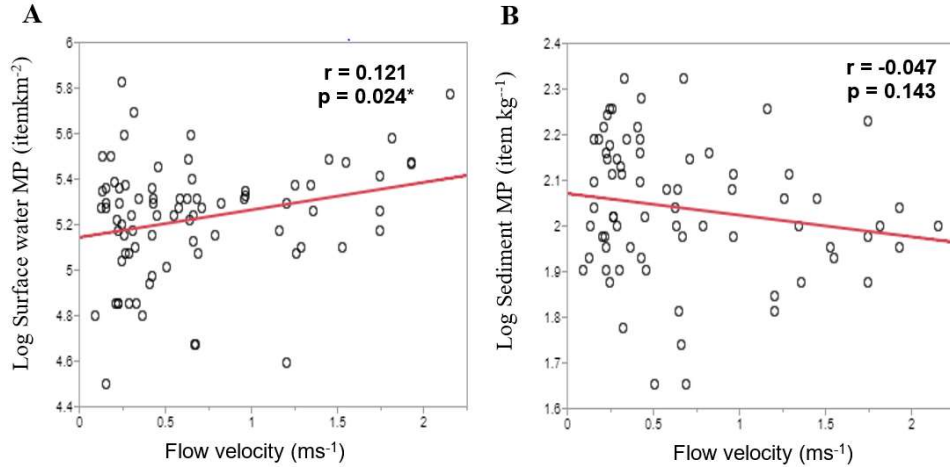 A
Log Surface water MP (itemkm-2)
6
5.8
5.6
5.4
5.2
5
4.8
4.6
4.4
r = 0.121
p = 0.024*
0 0.5 1 1.5 2
Flow velocity (ms-1)
B
Log Sediment MP (item kg--1)
2.4
2.3
2.2
2.1
2
1.9
1.8
1.7
1.6
r = -0.047
p = 0.143
0 0.5 1 1.5 2
Flow velocity (ms-1)